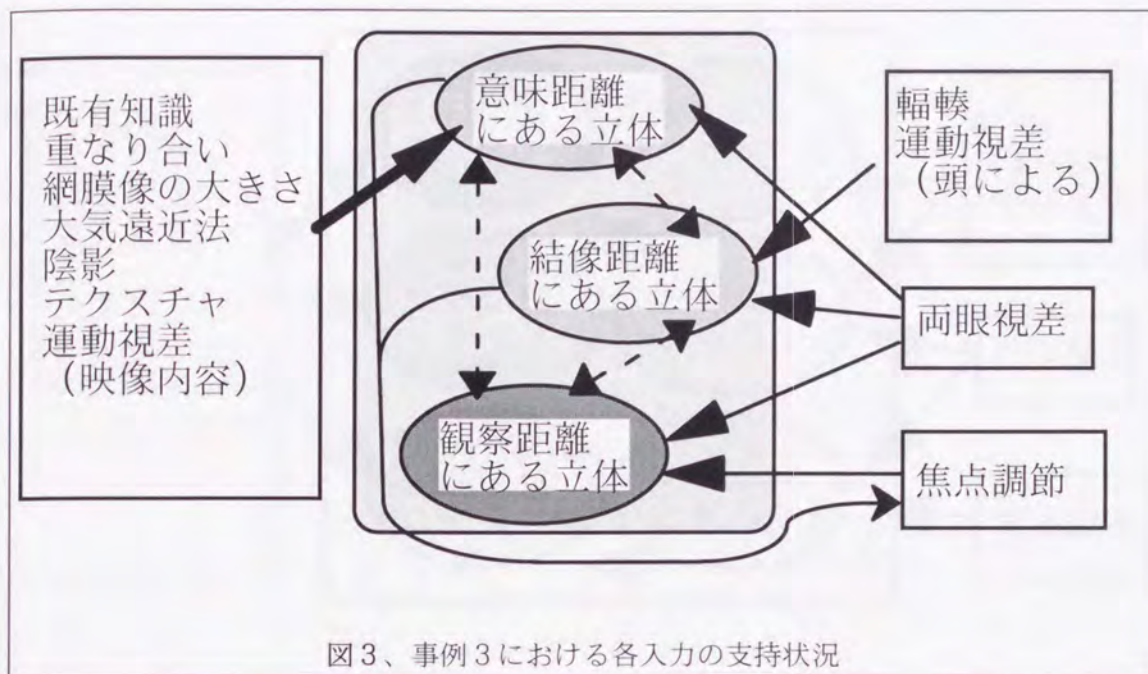 既有知識
重なり合い
網膜像の大きさ
大気遠近法
陰影
テクスチャ
運動視差
（映像内容）
意味距離
にある立体
結像距離
にある立体
観察距離
にある立体
輻輳
運動視差
（頭による）
両眼視差
焦点調節
図３、事例３における各入力の支持状況